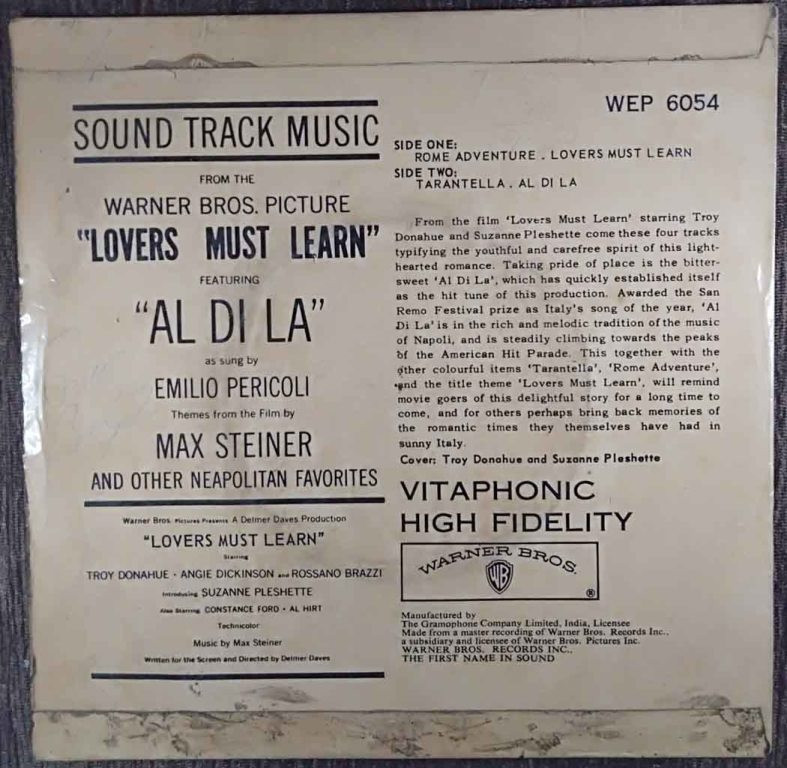 SOUND TRACK MUSIC
FROM THE
WARNER BROS. PICTURE
"LOVERS MUST LEARN"
FEATURING
"AL DI LA"
as sung by
EMILIO PERICOLI
Themes from the Film by
MAX STEINER
AND OTHER NEAPOLITAN FAVORITES
Warner Bros. Pictures Presents A Delmer Daves Production
"LOVERS MUST LEARN"
Starring
TROY DONAHUE · ANGIE DICKINSON and ROSSANO BRAZZI
Introducing SUZANNE PLESHETTE
Also Starring CONSTANCE FORD · AL HIRT
Technicolor
Music by Max Steiner
Written for the Screen and Directed by Delmer Daves
WEP 6054
SIDE ONE:
ROME ADVENTURE . LOVERS MUST LEARN
SIDE TWO:
TARANTELLA . AL DI LA
From the film 'Lovers Must Learn' starring Troy
Donahue and Suzanne Pleshette come these four tracks
typifying the youthful and carefree spirit of this light-
hearted romance. Taking pride of place is the bitter-
sweet 'Al Di La', which has quickly established itself
as the hit tune of this production. Awarded the San
Remo Festival prize as Italy's song of the year, 'Al
Di La' is in the rich and melodic tradition of the music
of Napoli, and is steadily climbing towards the peaks
of the American Hit Parade. This together with the
other colourful items 'Tarantella', 'Rome Adventure',
and the title theme 'Lovers Must Learn', will remind
movie goers of this delightful story for a long time to
come, and for others perhaps bring back memories of
the romantic times they themselves have had in
sunny Italy.
Cover: Troy Donahue and Suzanne Pleshette
VITAPHONIC
HIGH FIDELITY
WARNER BROS.
WB
®
Manufactured by
The Gramophone Company Limited, India, Licensee
Made from a master recording of Warner Bros. Records Inc.,
a subsidiary and licensee of Warner Bros. Pictures Inc.
WARNER BROS. RECORDS INC.,
THE FIRST NAME IN SOUND